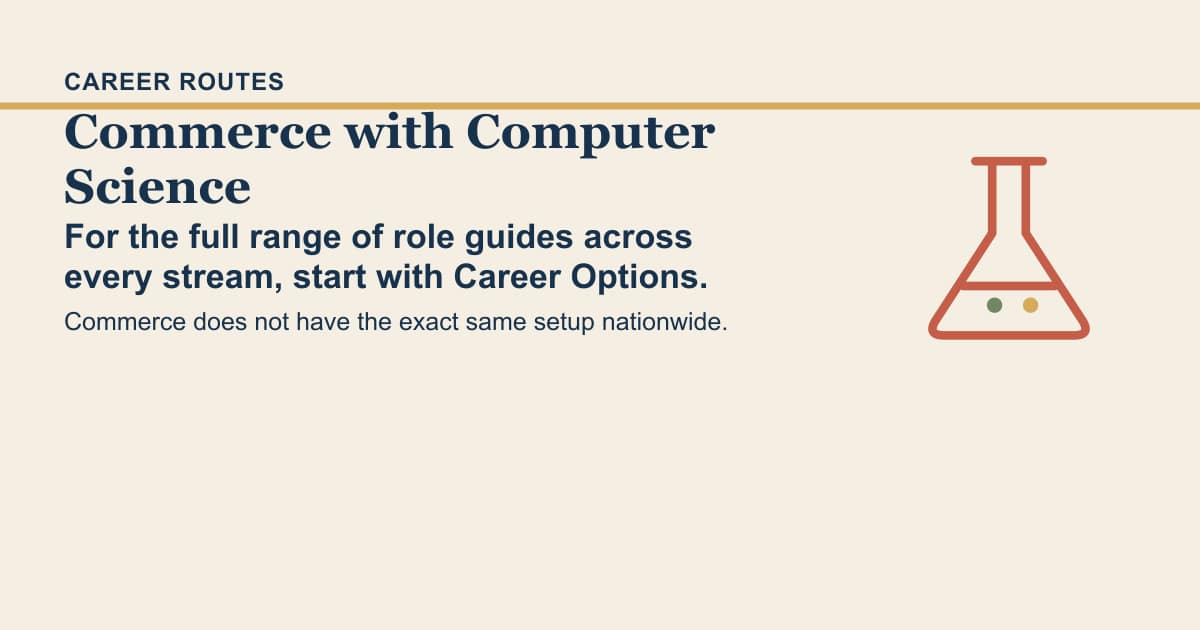 CAREER ROUTES
Commerce with Computer
Science
For the full range of role guides across
every stream, start with Career Options.
Commerce does not have the exact same setup nationwide.